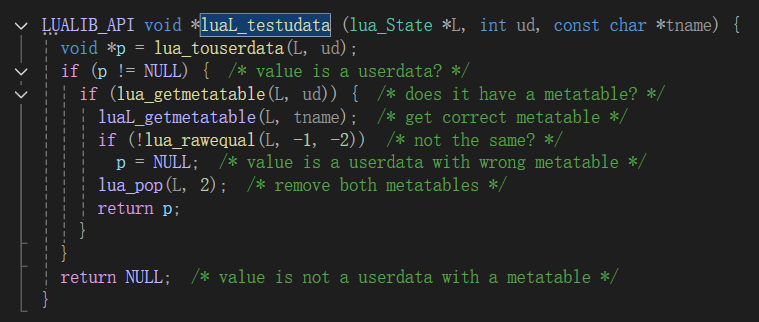 LUALIB_API void *luaL_testudata (lua_State *L, int ud, const char *tname) {
  void *p = lua_touserdata(L, ud);
  if (p != NULL) {  /* value is a userdata? */
    if (lua_getmetatable(L, ud)) {  /* does it have a metatable? */
      luaL_getmetatable(L, tname);  /* get correct metatable */
      if (!lua_rawequal(L, -1, -2))  /* not the same? */
        p = NULL;  /* value is a userdata with wrong metatable */
      lua_pop(L, 2);  /* remove both metatables */
      return p;
    }
  }
  return NULL;  /* value is not a userdata with a metatable */
}